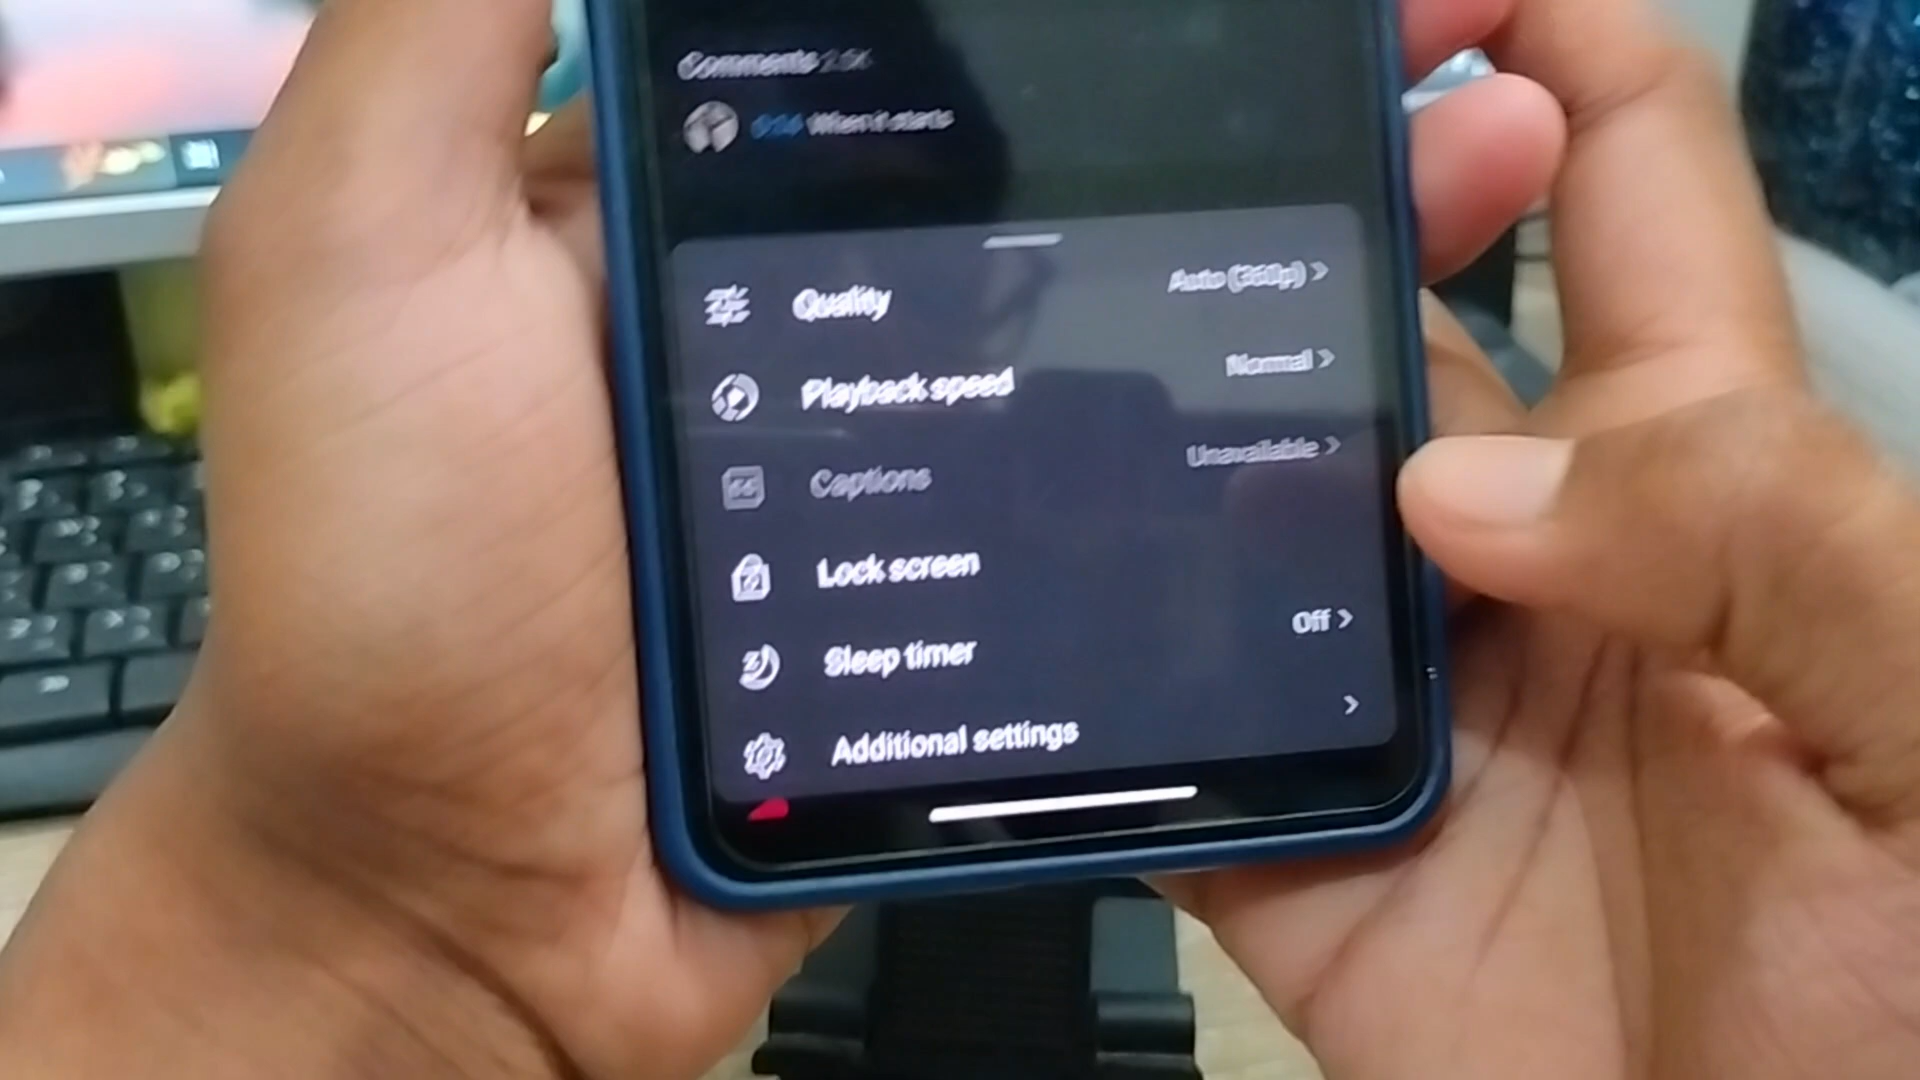 Comments
When it starts
Quality
Auto (360p)
Playback speed
Normal
Captions
Unavailable
Lock screen
Sleep timer
Off
Additional settings